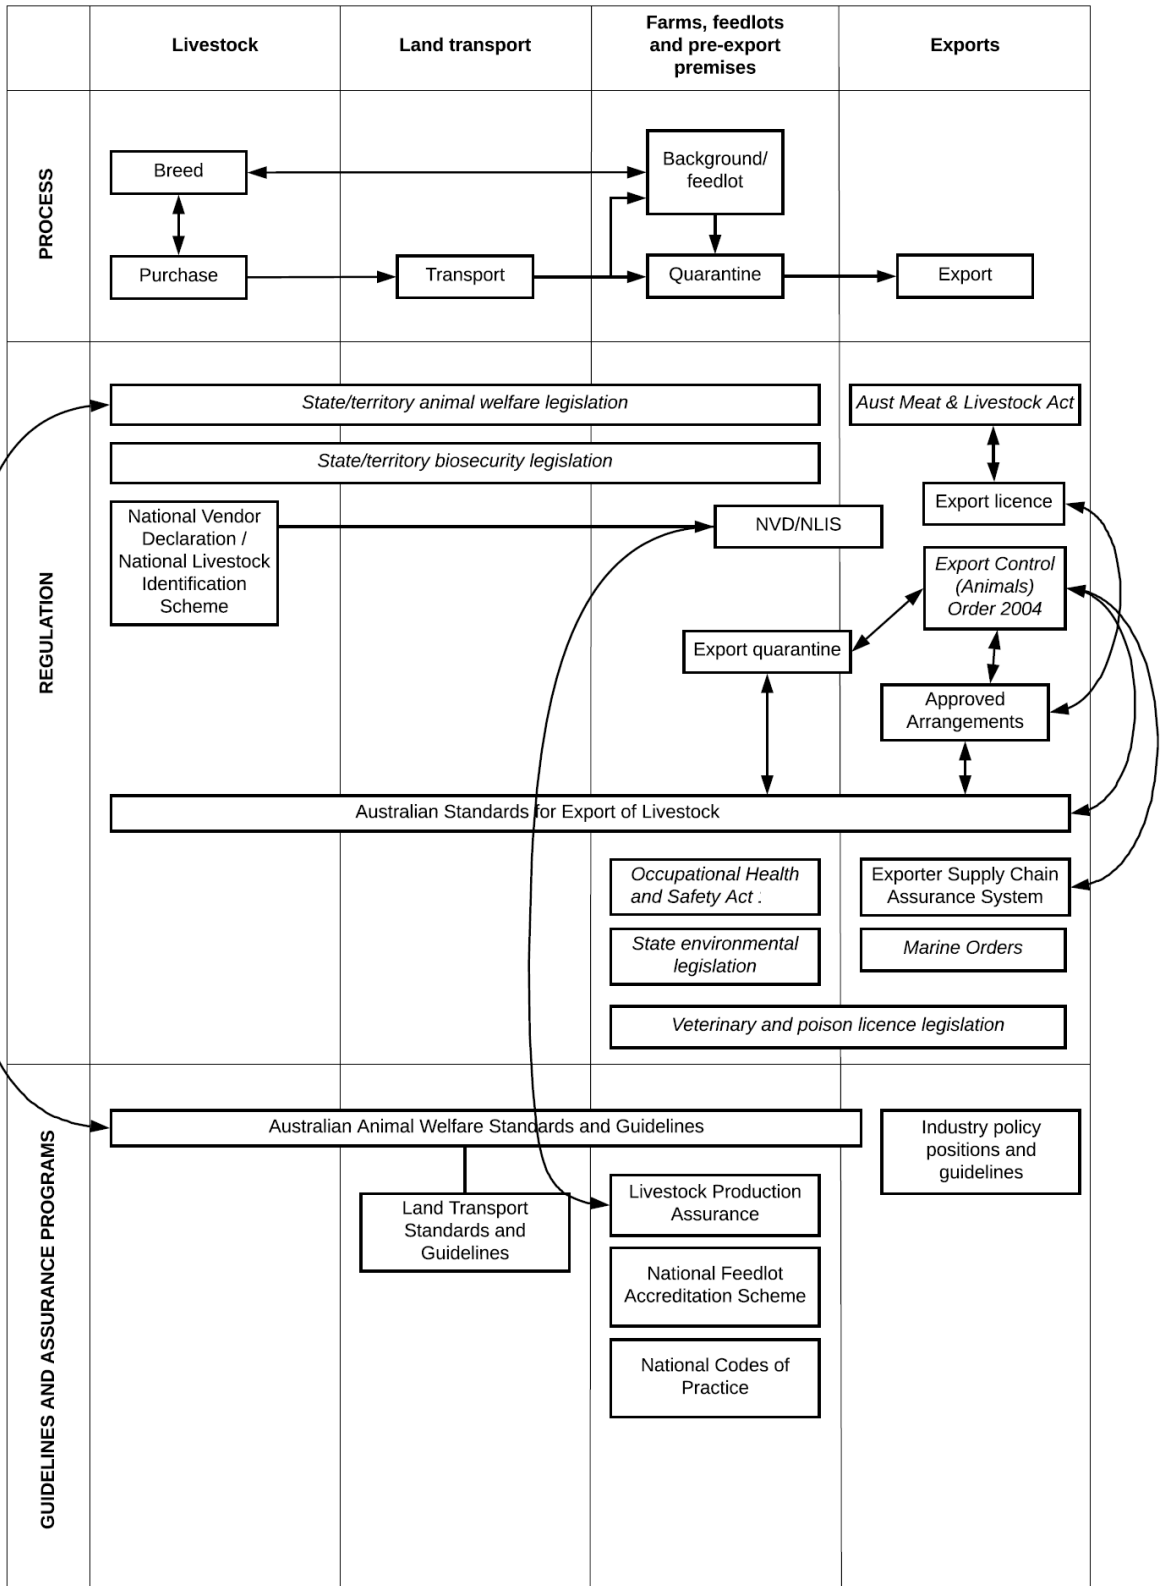 Livestock
Land transport
Farms, feedlots
and pre-export
premises
Exports
PROCESS
Breed
Background/
feedlot
Purchase
Transport
Quarantine
Export
REGULATION
State/territory animal welfare legislation
Aust Meat & Livestock Act
State/territory biosecurity legislation
Export licence
National Vendor
Declaration /
National Livestock
Identification
Scheme
NVD/NLIS
Export Control
(Animals)
Order 2004
Export quarantine
Approved
Arrangements
Australian Standards for Export of Livestock
Occupational Health
and Safety Act :
Exporter Supply Chain
Assurance System
State environmental
legislation
Marine Orders
Veterinary and poison licence legislation
GUIDELINES AND ASSURANCE PROGRAMS
Australian Animal Welfare Standards and Guidelines
Industry policy
positions and
guidelines
Land Transport
Standards and
Guidelines
Livestock Production
Assurance
National Feedlot
Accreditation Scheme
National Codes of
Practice